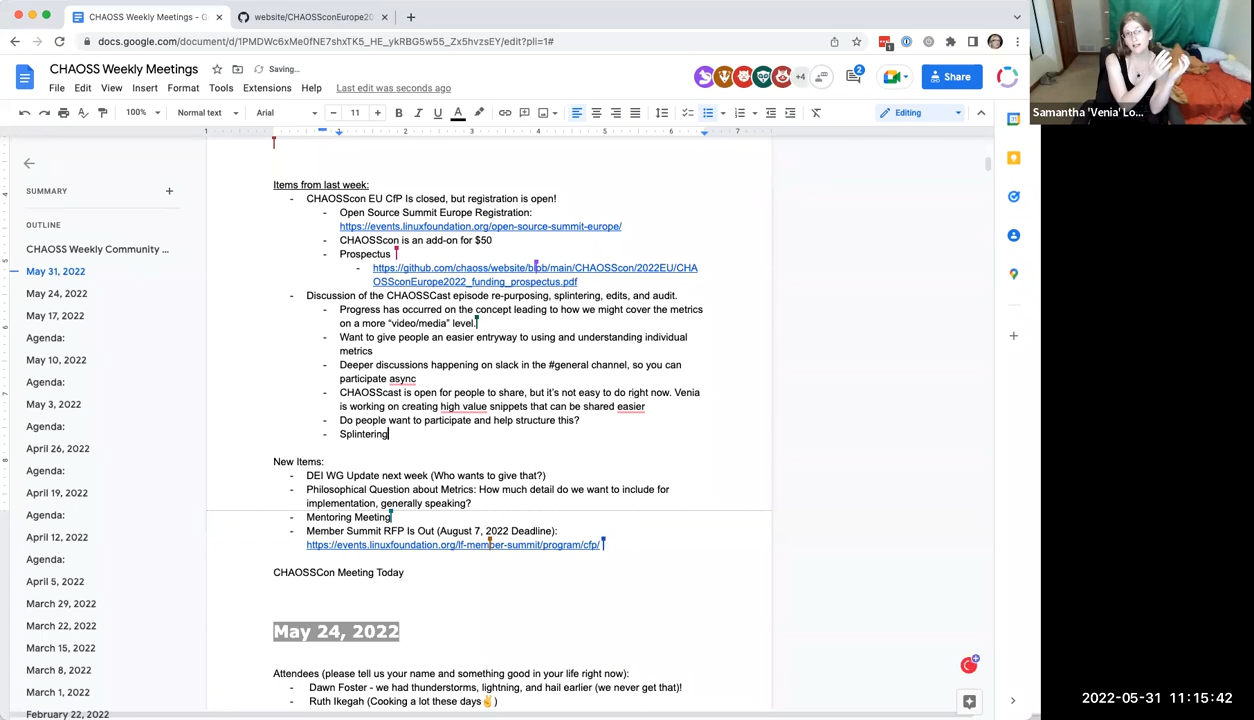 CHAOSS Weekly Meetings - G
website/CHAOSSconEurope20
docs.google.com/document/d/1PMDWc6xMe0fNE7shxTK5_HE_ykRBG5w55_Zx5hvzsEY/edit?pli=1#
CHAOSS Weekly Meetings
Saving...
File Edit View Insert Format Tools Extensions Help Last edit was seconds ago
+4
2
Share
100% Normal text Arial 11 Editing
1 2 3 4 5 6 7
SUMMARY
OUTLINE
CHAOSS Weekly Community ...
May 31, 2022
May 24, 2022
May 17, 2022
Agenda:
May 10, 2022
Agenda:
May 3, 2022
Agenda:
April 26, 2022
Agenda:
April 19, 2022
Agenda:
April 12, 2022
Agenda:
April 5, 2022
March 29, 2022
March 22, 2022
March 15, 2022
March 8, 2022
March 1, 2022
February 22, 2022
Items from last week:
- CHAOSScon EU CfP Is closed, but registration is open!
- Open Source Summit Europe Registration:
https://events.linuxfoundation.org/open-source-summit-europe/
- CHAOSScon is an add-on for $50
- Prospectus
- https://github.com/chaoss/website/blob/main/CHAOSScon/2022EU/CHA
OSSconEurope2022_funding_prospectus.pdf
- Discussion of the CHAOSSCast episode re-purposing, splintering, edits, and audit.
- Progress has occurred on the concept leading to how we might cover the metrics
on a more “video/media” level.
- Want to give people an easier entryway to using and understanding individual
metrics
- Deeper discussions happening on slack in the #general channel, so you can
participate async
- CHAOSScast is open for people to share, but it’s not easy to do right now. Venia
is working on creating high value snippets that can be shared easier
- Do people want to participate and help structure this?
- Splintering
New Items:
- DEI WG Update next week (Who wants to give that?)
- Philosophical Question about Metrics: How much detail do we want to include for
implementation, generally speaking?
- Mentoring Meeting
- Member Summit RFP Is Out (August 7, 2022 Deadline):
https://events.linuxfoundation.org/lf-member-summit/program/cfp/
CHAOSSCon Meeting Today
May 24, 2022
Attendees (please tell us your name and something good in your life right now):
- Dawn Foster - we had thunderstorms, lightning, and hail earlier (we never get that)!
- Ruth Ikegah (Cooking a lot these days✌)
Samantha 'Venia' Lo...
2022-05-31 11:15:42